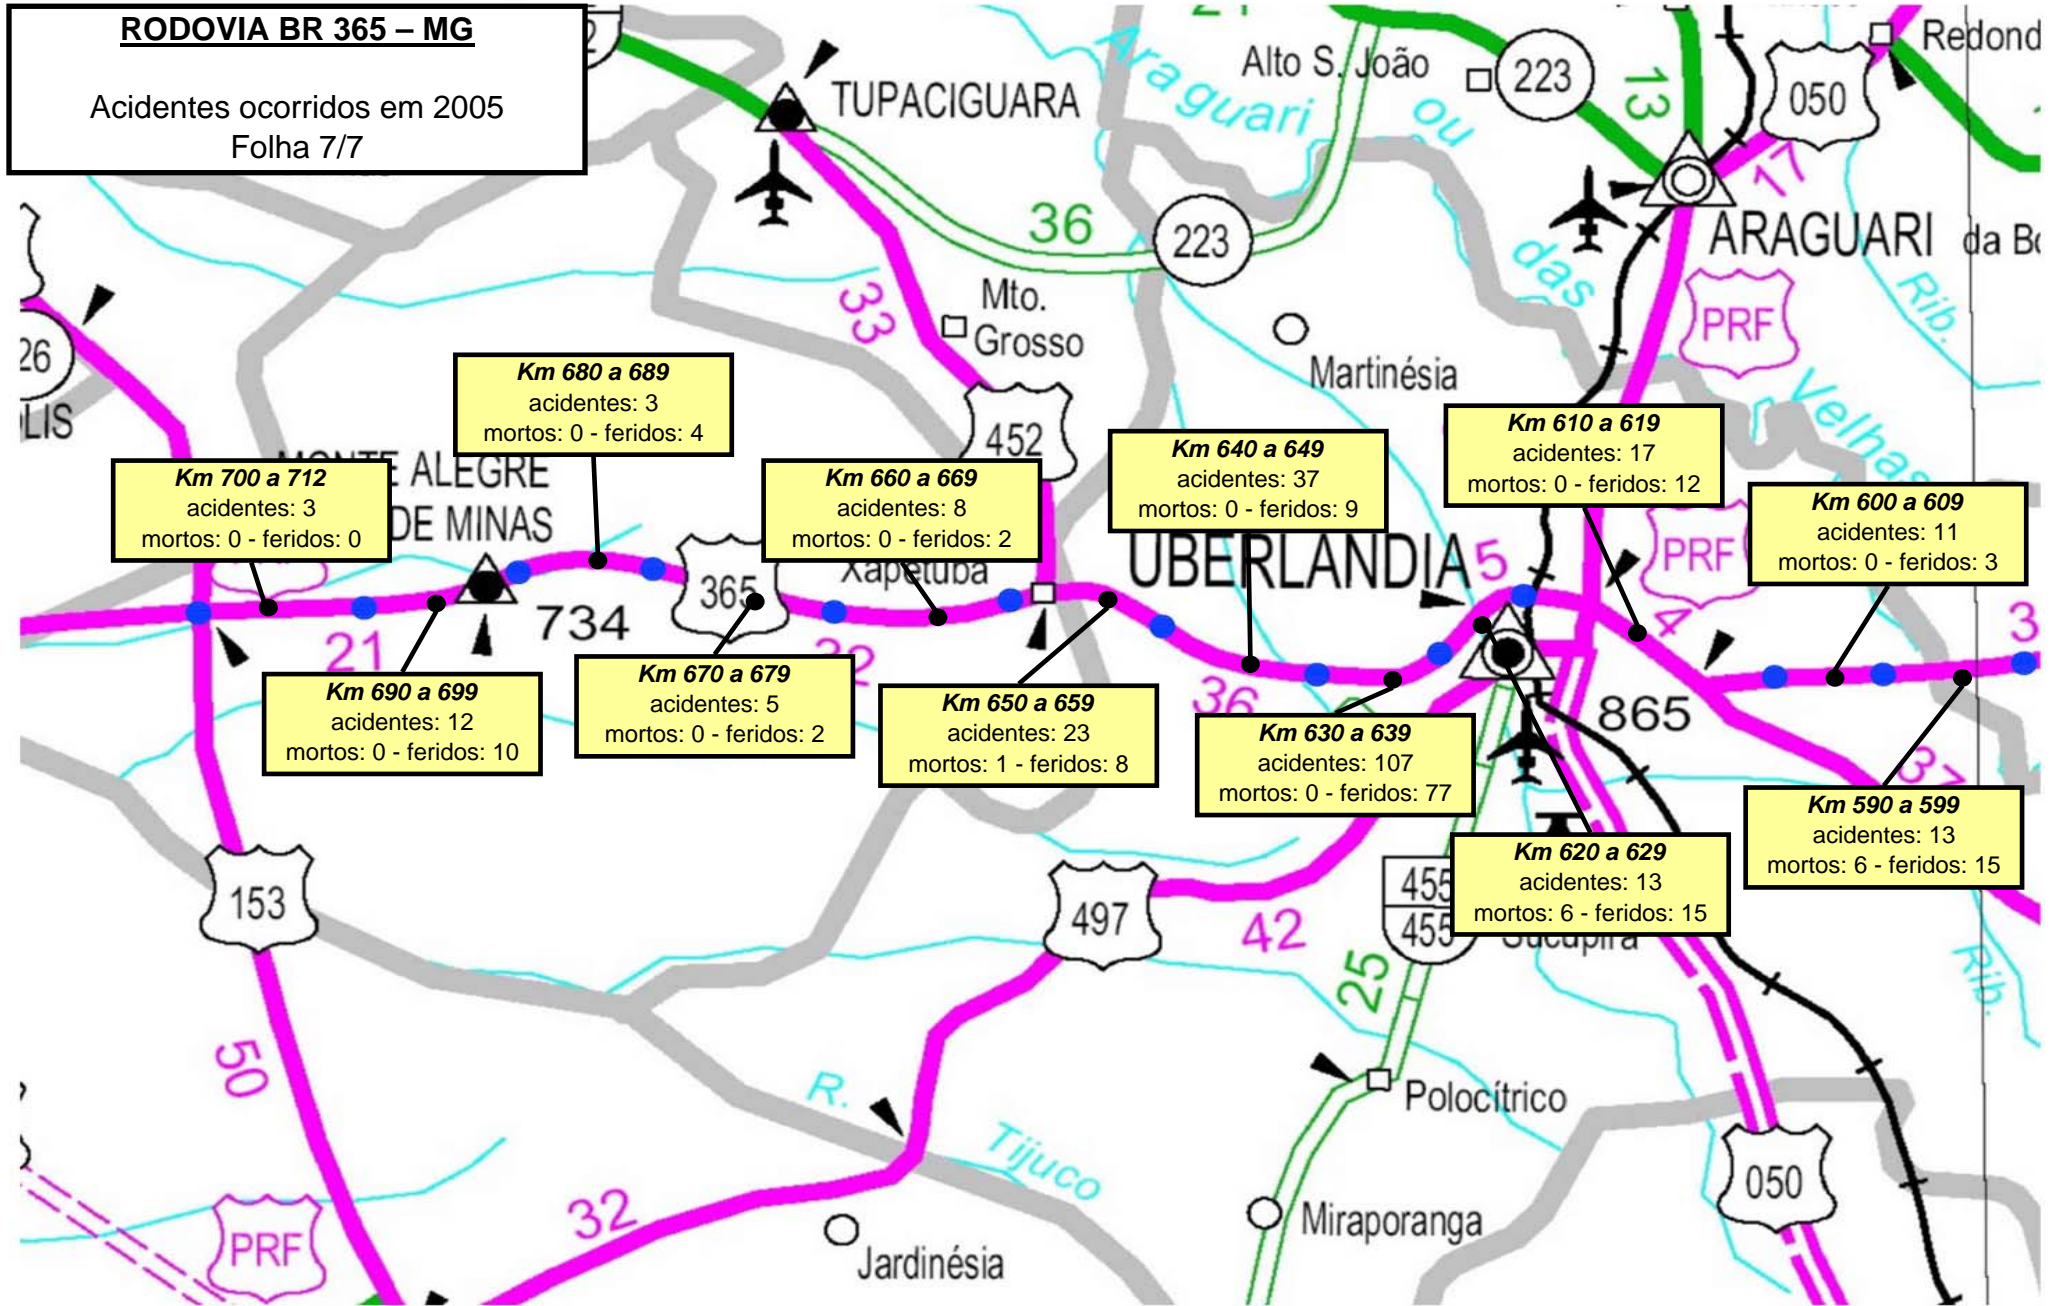 RODOVIA BR 365 – MG
Acidentes ocorridos em 2005
Folha 7/7
TUPACIGUARA
Araguari
ou
das
Velhas
Alto S. João
223
13
050
Redond
17
ARAGUARI
da Bo
Rib.
PRF
36
223
33
Mto.
Grosso
Martinésia
26
LIS
452
Km 680 a 689
acidentes: 3
mortos: 0 - feridos: 4
Km 610 a 619
acidentes: 17
mortos: 0 - feridos: 12
Km 640 a 649
acidentes: 37
mortos: 0 - feridos: 9
Km 700 a 712
acidentes: 3
mortos: 0 - feridos: 0
TE ALEGRE
DE MINAS
Km 660 a 669
acidentes: 8
mortos: 0 - feridos: 2
Km 600 a 609
acidentes: 11
mortos: 0 - feridos: 3
PRF
UBERLANDIA
5
Xapetuba
365
734
21
4
3
36
865
37
Km 690 a 699
acidentes: 12
mortos: 0 - feridos: 10
Km 670 a 679
acidentes: 5
mortos: 0 - feridos: 2
Km 650 a 659
acidentes: 23
mortos: 1 - feridos: 8
Km 630 a 639
acidentes: 107
mortos: 0 - feridos: 77
Km 590 a 599
acidentes: 13
mortos: 6 - feridos: 15
Km 620 a 629
acidentes: 13
mortos: 6 - feridos: 15
153
497
42
455
455
Sucupira
25
Rib.
50
R.
Tijuco
Polocítrico
050
32
PRF
Jardinésia
Miraporanga